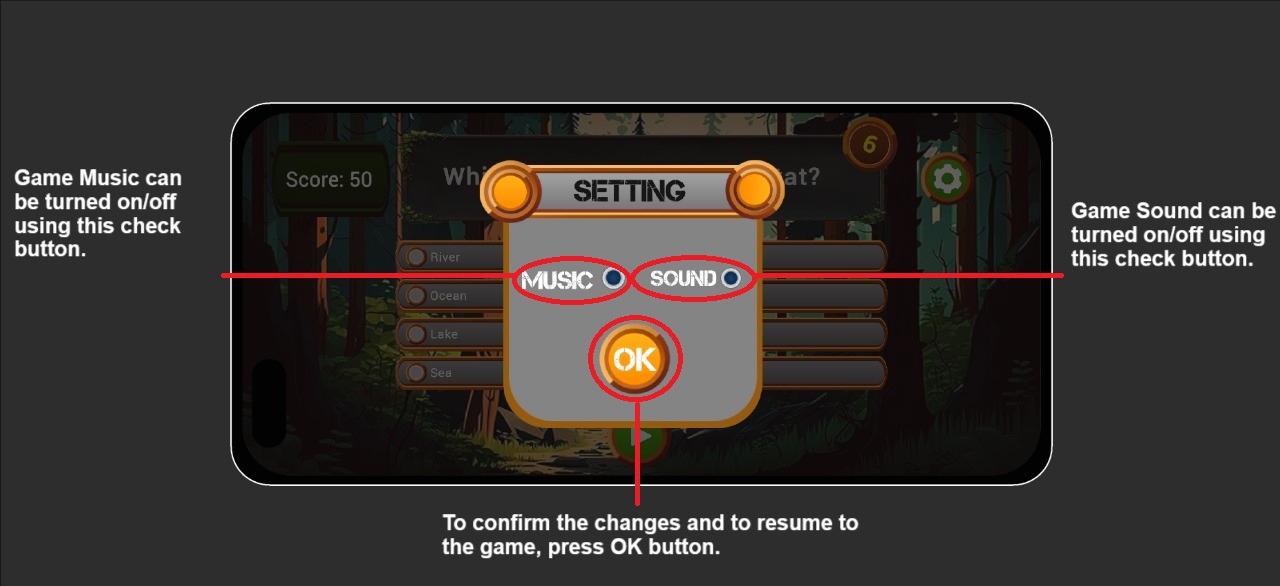 Game Music can
be turned on/off
using this check
button.
Score: 50
Whi
at?
6
SETTING
River
Ocean
Lake
Sea
MUSIC
SOUND
OK
Game Sound can be
turned on/off using
this check button.
To confirm the changes and to resume to
the game, press OK button.